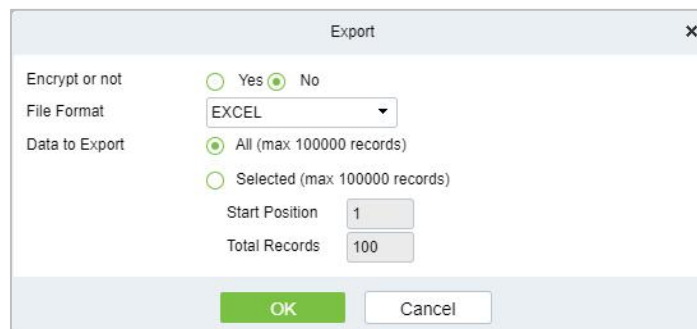 Export
Encrypt or not Yes No
File Format EXCEL
Data to Export All (max 100000 records)
Selected (max 100000 records)
Start Position 1
Total Records 100
OK Cancel